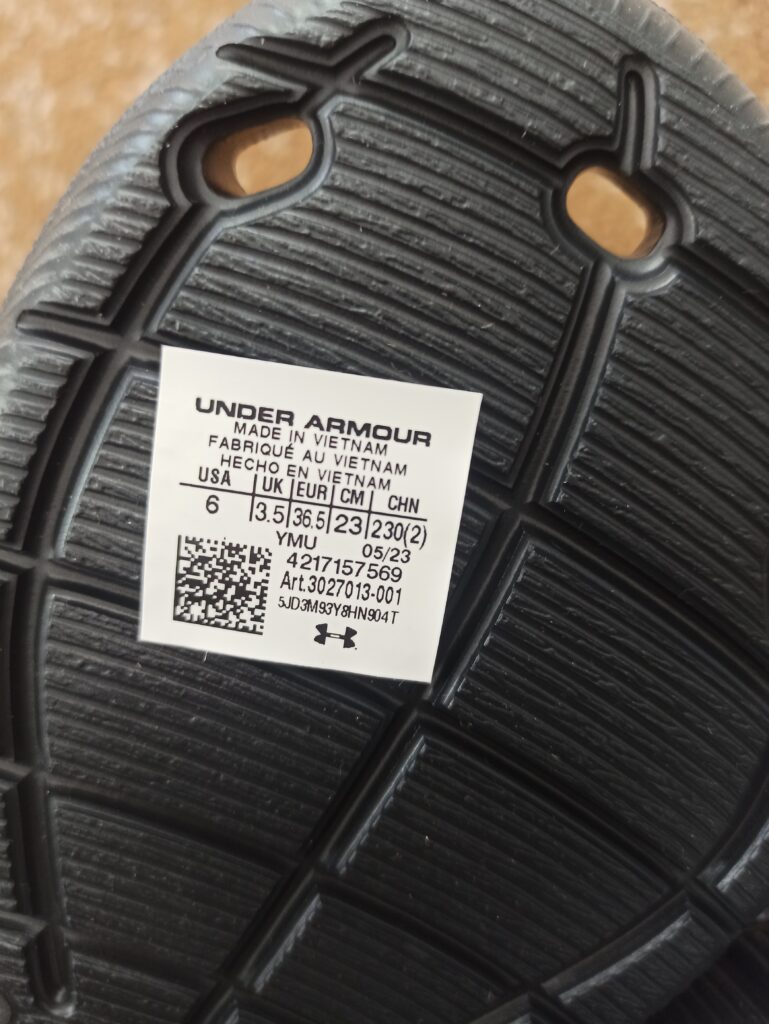 UNDER ARMOUR
MADE IN VIETNAM
FABRIQUÉ AU VIETNAM
HECHO EN VIETNAM
USA UK EUR CM CHN
6 3.5 36.5 23 230(2)
YMU 05/23
4217157569
Art.3027013-001
5JD3M93Y8HN904T